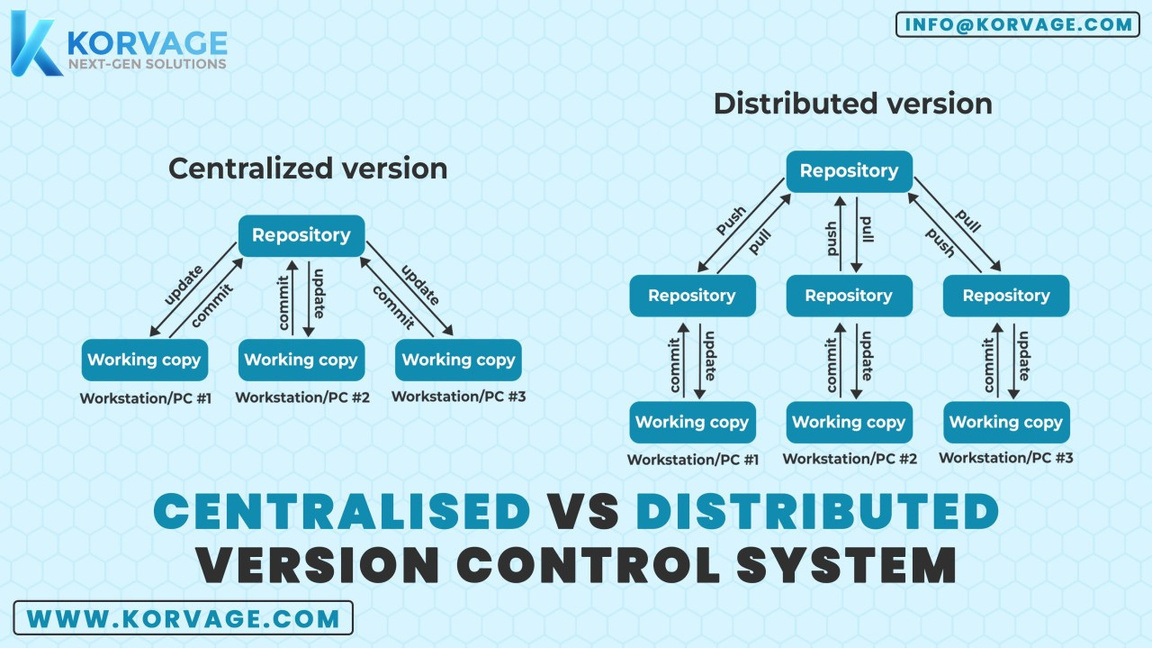 KORVAGE
NEXT-GEN SOLUTIONS
INFO@KORVAGE.COM
Centralized version
Repository
update
commit
commit
update
update
commit
Working copy
Working copy
Working copy
Workstation/PC #1
Workstation/PC #2
Workstation/PC #3
Distributed version
Repository
Push
pull
push
pull
pull
push
Repository
Repository
Repository
commit
update
commit
update
commit
update
Working copy
Working copy
Working copy
Workstation/PC #1
Workstation/PC #2
Workstation/PC #3
CENTRALISED VS DISTRIBUTED
VERSION CONTROL SYSTEM
WWW.KORVAGE.COM